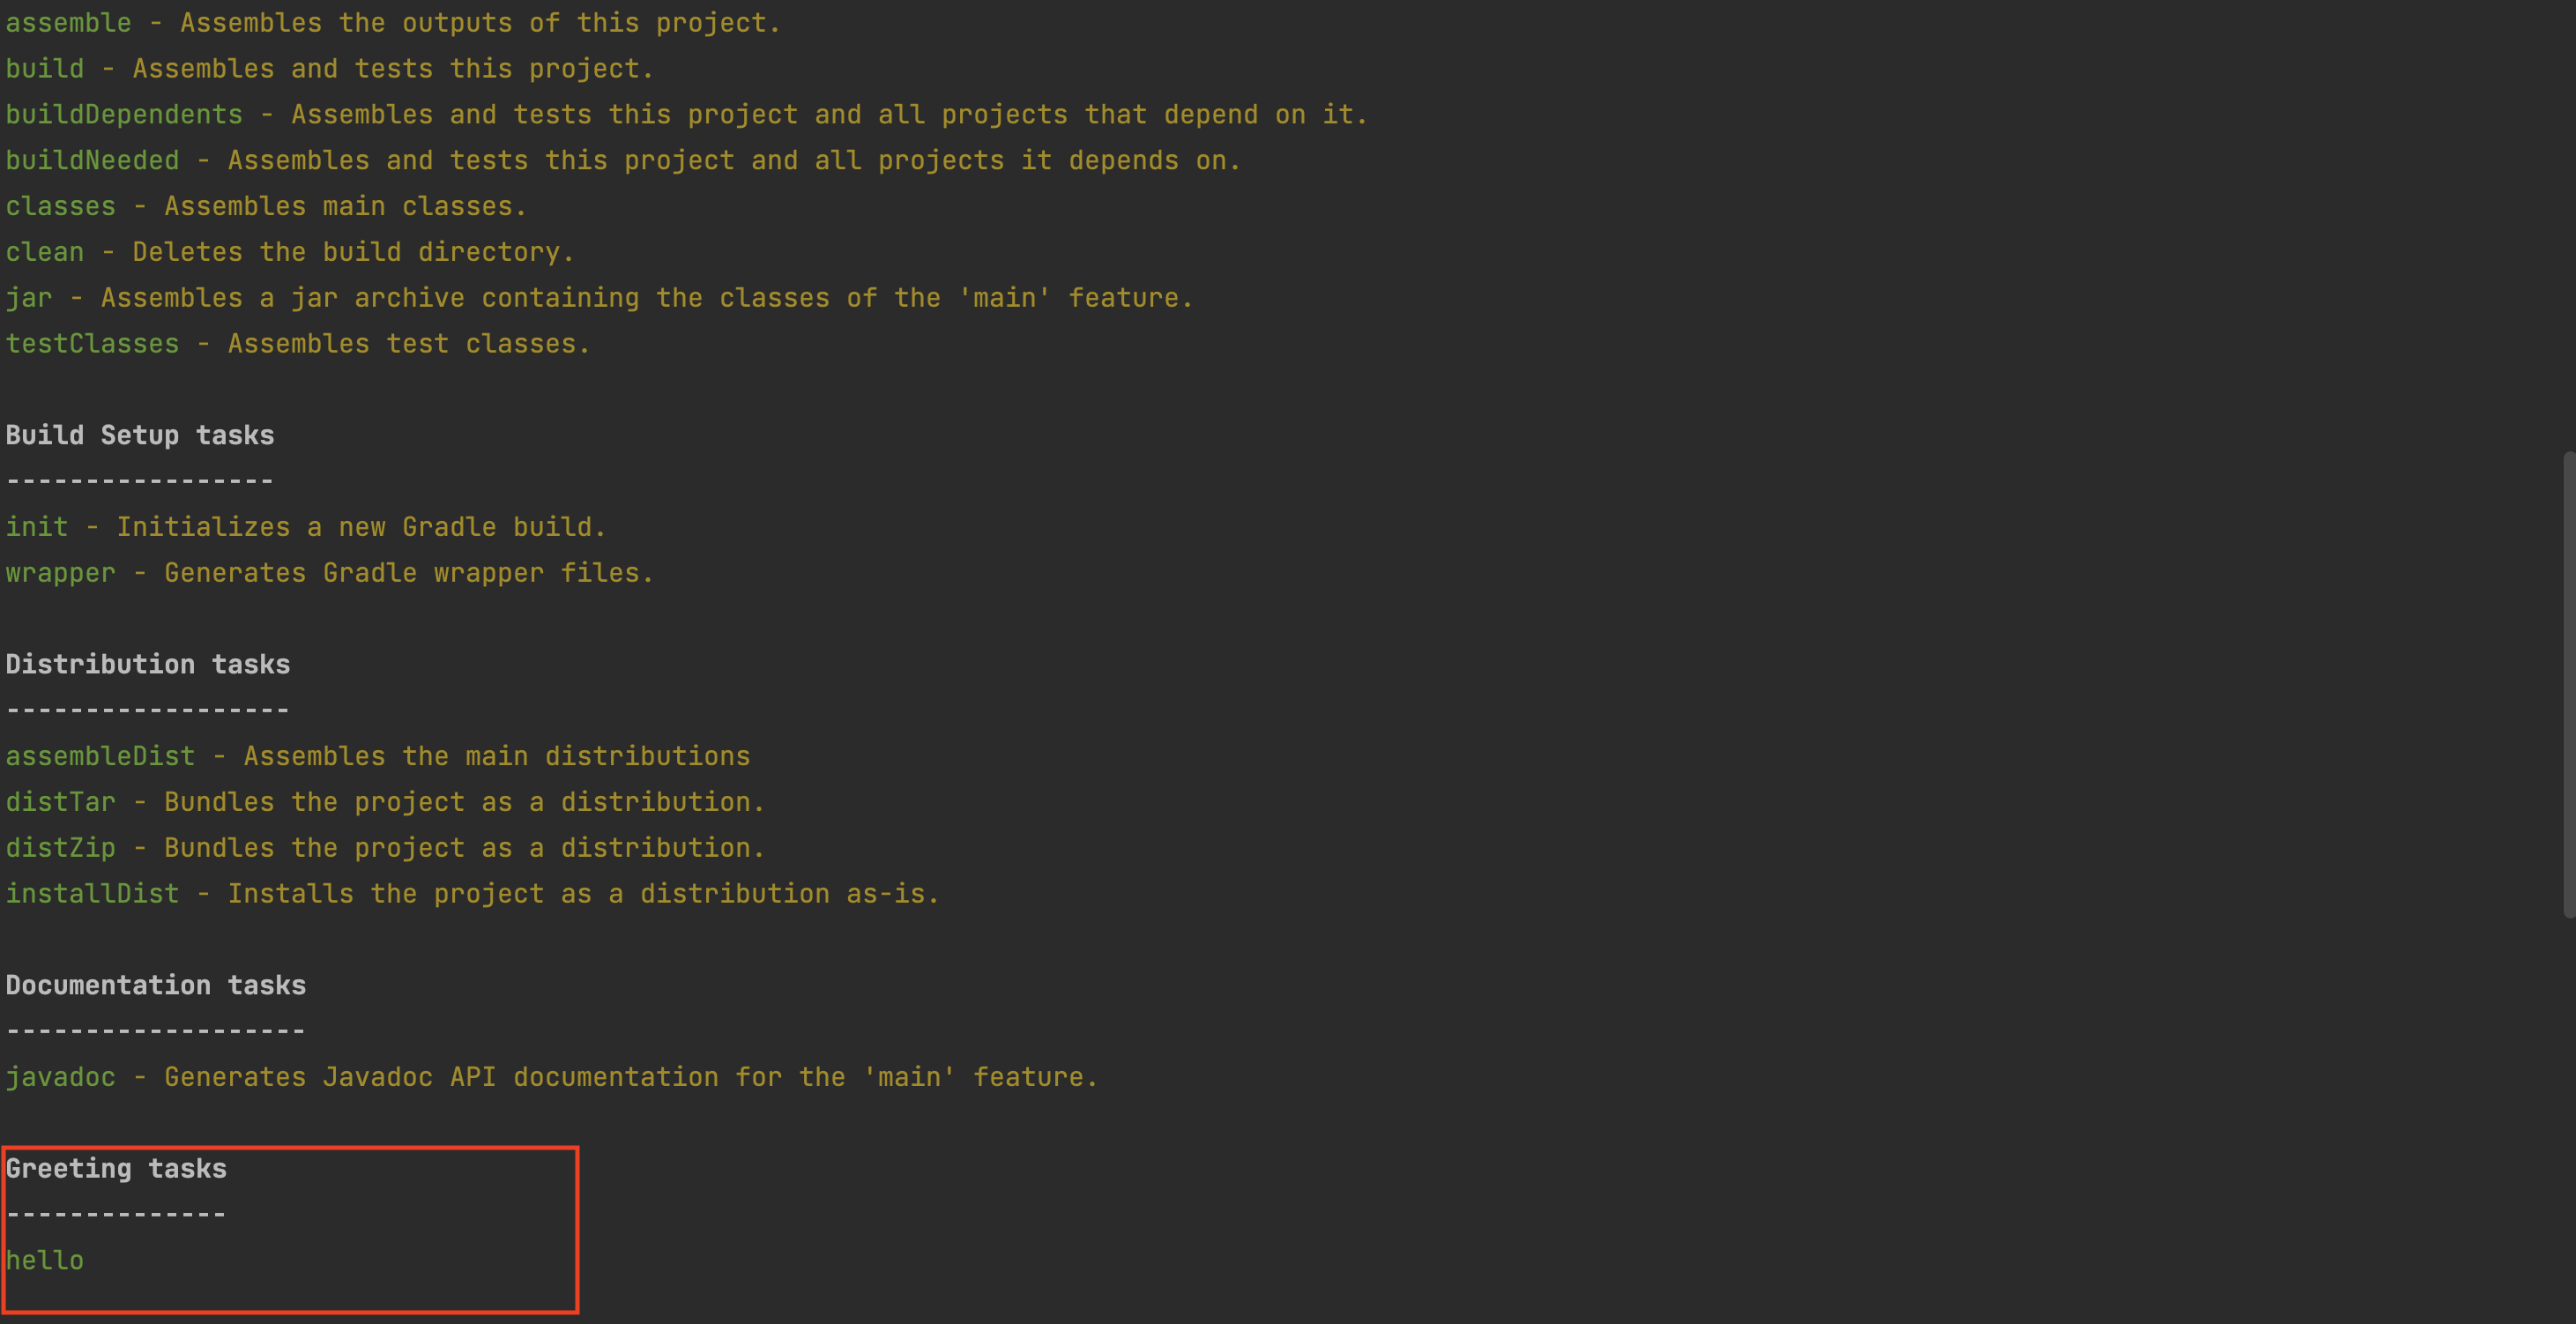 assemble - Assembles the outputs of this project.
build - Assembles and tests this project.
buildDependents - Assembles and tests this project and all projects that depend on it.
buildNeeded - Assembles and tests this project and all projects it depends on.
classes - Assembles main classes.
clean - Deletes the build directory.
jar - Assembles a jar archive containing the classes of the 'main' feature.
testClasses - Assembles test classes.
Build Setup tasks
-----------------
init - Initializes a new Gradle build.
wrapper - Generates Gradle wrapper files.
Distribution tasks
------------------
assembleDist - Assembles the main distributions
distTar - Bundles the project as a distribution.
distZip - Bundles the project as a distribution.
installDist - Installs the project as a distribution as-is.
Documentation tasks
-------------------
javadoc - Generates Javadoc API documentation for the 'main' feature.
Greeting tasks
--------------
hello